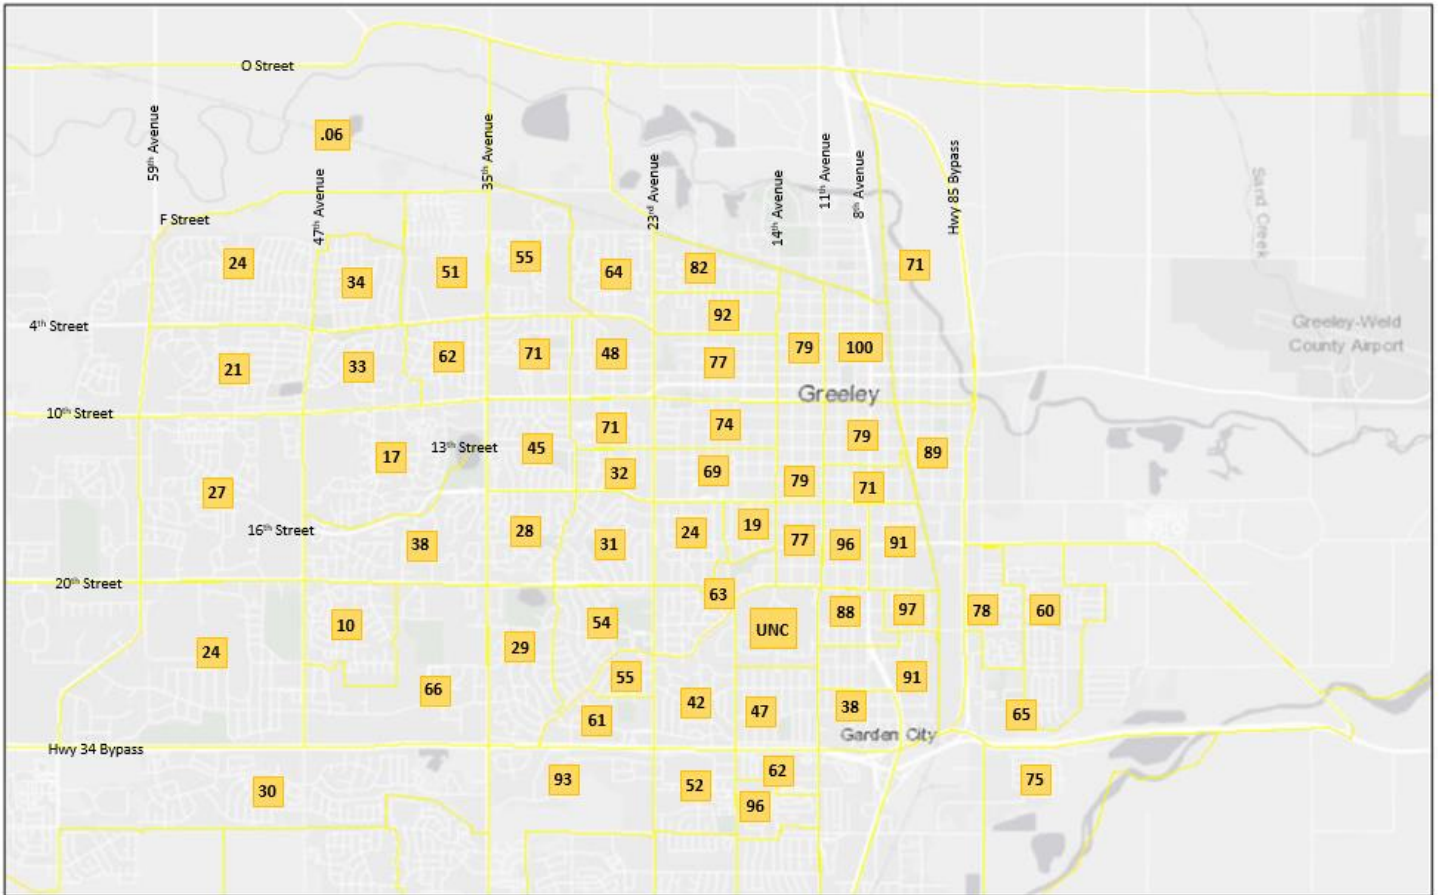 O Street
59th Avenue
.06
35th Avenue
47th Avenue
23rd Avenue
14th Avenue
11th Avenue
8th Avenue
Hwy 85 Bypass
Sand Creek
F Street
24
34
51
55
64
82
71
92
4th Street
Greeley-Weld
County Airport
21
33
62
71
48
77
79
100
Greeley
10th Street
71
74
79
17
13th Street
45
32
69
89
27
79
71
16th Street
38
28
31
24
19
77
96
91
20th Street
63
10
54
UNC
88
97
78
60
24
29
66
55
42
47
91
38
65
61
Garden City
Hwy 34 Bypass
30
93
52
62
96
75